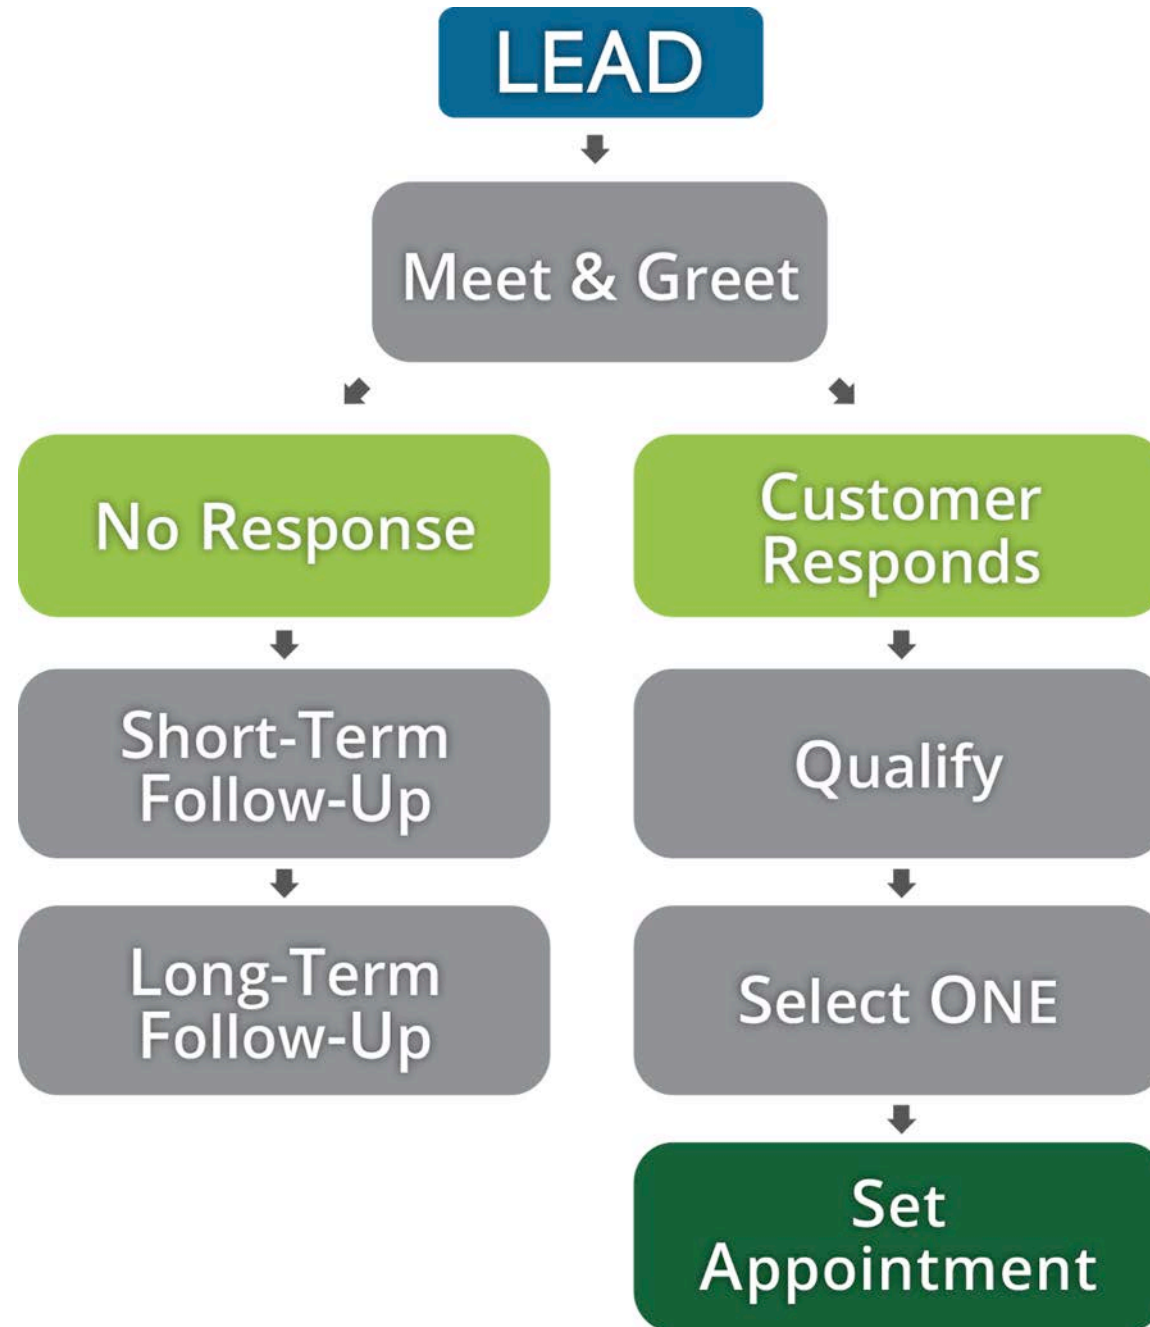 LEAD
Meet & Greet
No Response
Customer
Responds
Short-Term
Follow-Up
Qualify
Long-Term
Follow-Up
Select ONE
Set
Appointment